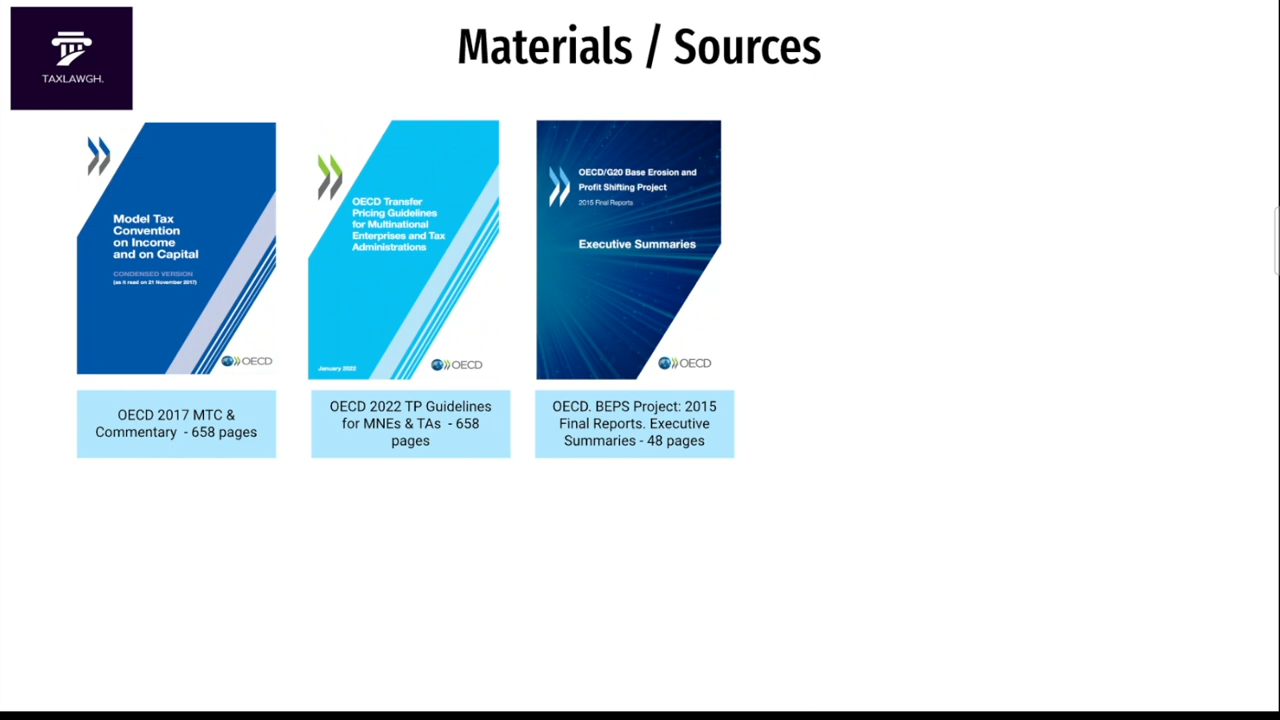 Materials / Sources
TAXLAWGH.
Model Tax
Convention
on Income
and on Capital
CONDENSED VERSION
(as it read on 21 November 2017)
OECD
OECD Transfer
Pricing Guidelines
for Multinational
Enterprises and Tax
Administrations
January 2022
OECD
OECD/G20 Base Erosion and
Profit Shifting Project
2015 Final Reports
Executive Summaries
OECD
OECD 2017 MTC &
Commentary - 658 pages
OECD 2022 TP Guidelines
for MNEs & TAs - 658
pages
OECD. BEPS Project: 2015
Final Reports. Executive
Summaries - 48 pages